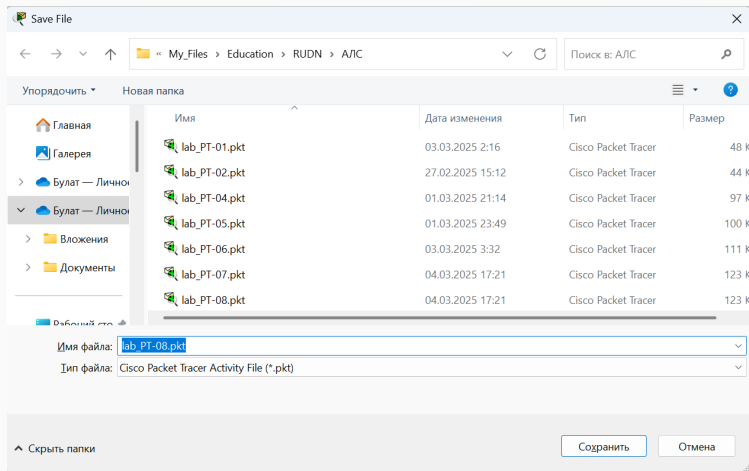 Save File
« My_Files > Education > RUDN > АЛС
Поиск в: АЛС
Упорядочить Новая папка
Имя Дата изменения Тип Размер
Главная
Галерея
Булат — Личное
Булат — Личное
Вложения
Документы
Рабочий сто
lab_PT-01.pkt 03.03.2025 2:16 Cisco Packet Tracer 48 К
lab_PT-02.pkt 27.02.2025 15:12 Cisco Packet Tracer 44 К
lab_PT-04.pkt 01.03.2025 21:14 Cisco Packet Tracer 97 К
lab_PT-05.pkt 01.03.2025 23:49 Cisco Packet Tracer 100 К
lab_PT-06.pkt 03.03.2025 3:32 Cisco Packet Tracer 111 К
lab_PT-07.pkt 04.03.2025 17:21 Cisco Packet Tracer 123 К
lab_PT-08.pkt 04.03.2025 17:21 Cisco Packet Tracer 123 К
Имя файла: lab_PT-08.pkt
Тип файла: Cisco Packet Tracer Activity File (*.pkt)
Скрыть папки
Сохранить Отмена